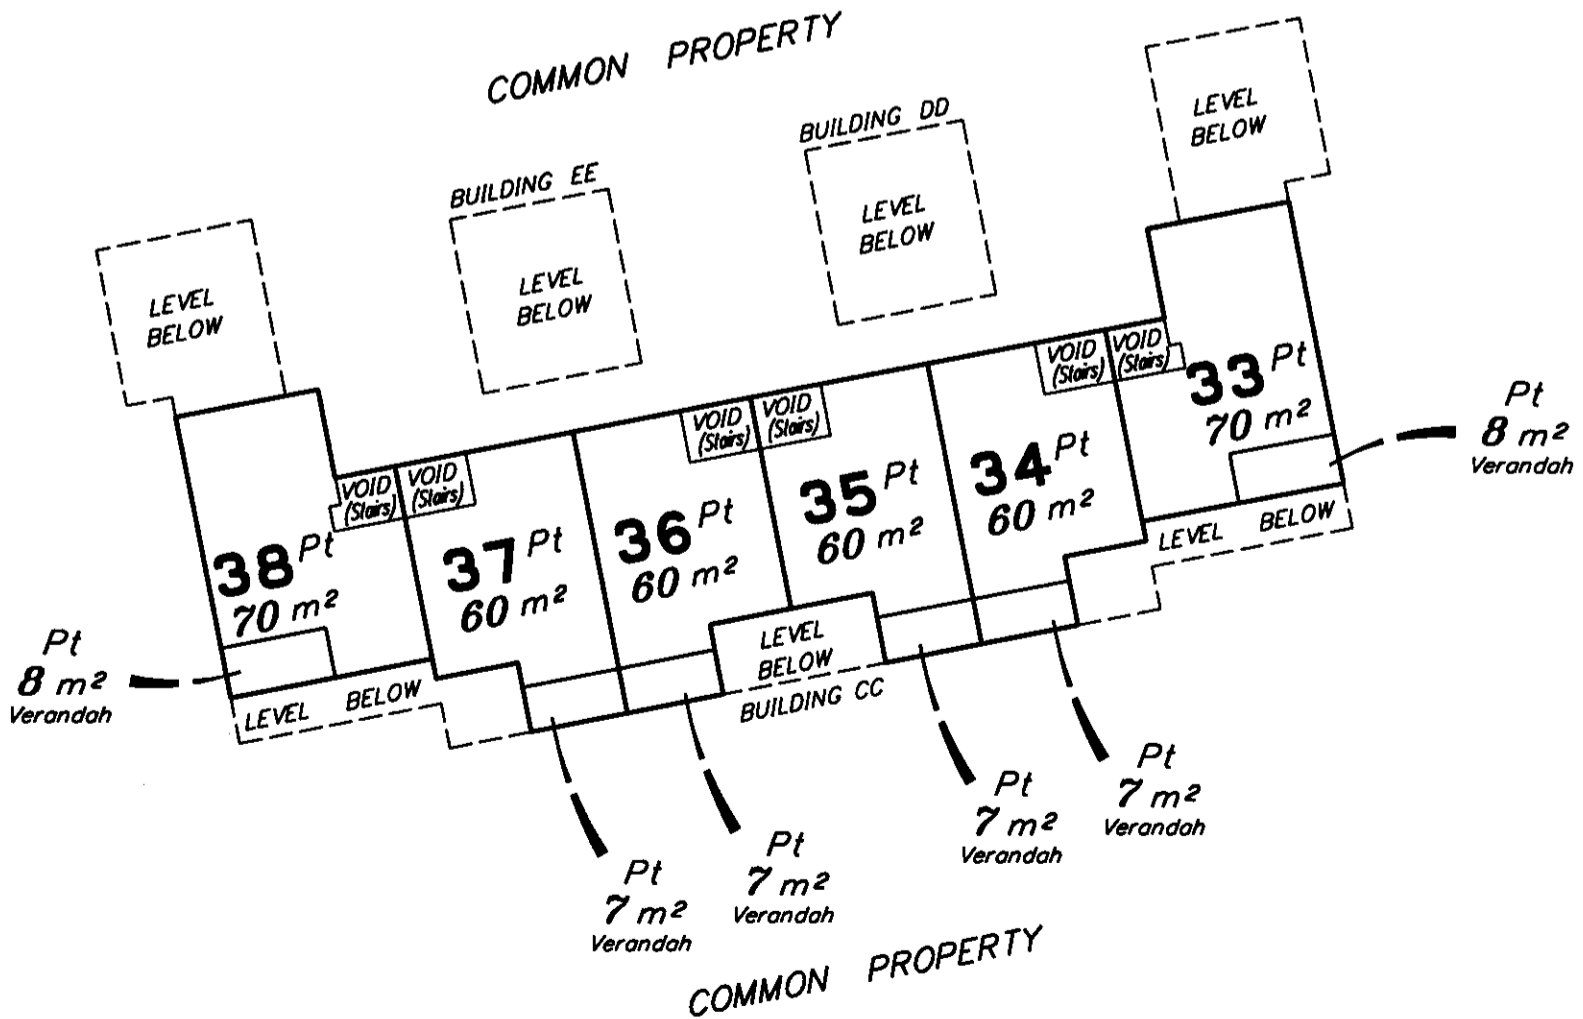 COMMON PROPERTY
LEVEL
BELOW
BUILDING DD
BUILDING EE
LEVEL
BELOW
LEVEL
BELOW
LEVEL
BELOW
VOID
(Stairs)
VOID
(Stairs)
33 Pt
70 m²
Pt
8 m²
Verandah
VOID
(Stairs)
VOID
(Stairs)
34 Pt
60 m²
35 Pt
60 m²
VOID
(Stairs)
VOID
(Stairs)
36 Pt
60 m²
37 Pt
60 m²
38 Pt
70 m²
LEVEL BELOW
Pt
8 m²
Verandah
LEVEL
BELOW
LEVEL BELOW
BUILDING CC
Pt
7 m²
Verandah
Pt
7 m²
Verandah
Pt
7 m²
Verandah
Pt
7 m²
Verandah
COMMON PROPERTY